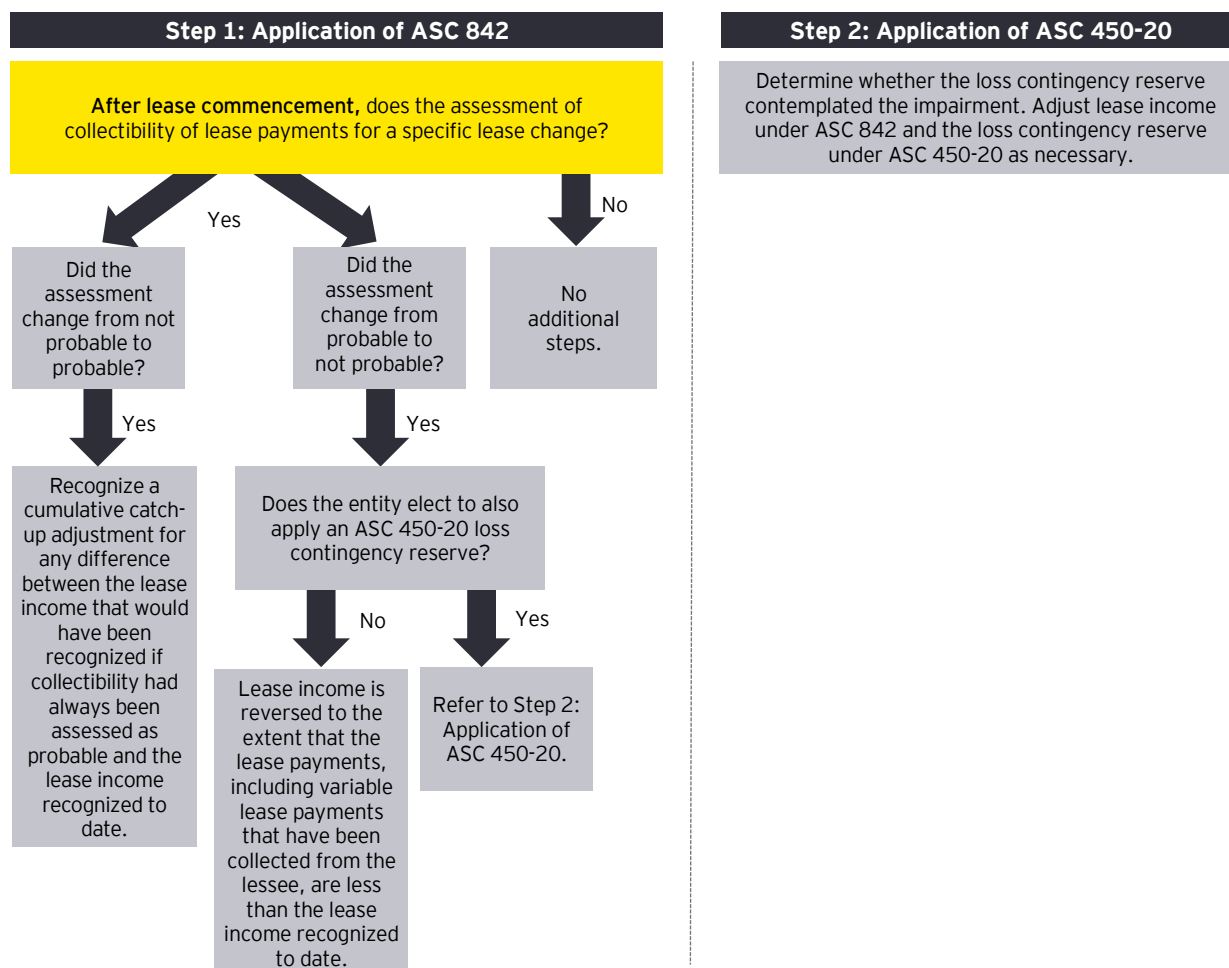 Step 1: Application of ASC 842
After lease commencement, does the assessment of
collectibility of lease payments for a specific lease change?
Yes
No
Did the
assessment
change from not
probable to
probable?
Did the
assessment
change from
probable to
not probable?
No
additional
steps.
Yes
Yes
Recognize a
cumulative catch-
up adjustment for
any difference
between the lease
income that would
have been
recognized if
collectibility had
always been
assessed as
probable and the
lease income
recognized to
date.
Does the entity elect to also
apply an ASC 450-20 loss
contingency reserve?
No
Yes
Lease income is
reversed to the
extent that the
lease payments,
including variable
lease payments
that have been
collected from the
lessee, are less
than the lease
income recognized
to date.
Refer to Step 2:
Application of
ASC 450-20.
Step 2: Application of ASC 450-20
Determine whether the loss contingency reserve
contemplated the impairment. Adjust lease income
under ASC 842 and the loss contingency reserve
under ASC 450-20 as necessary.